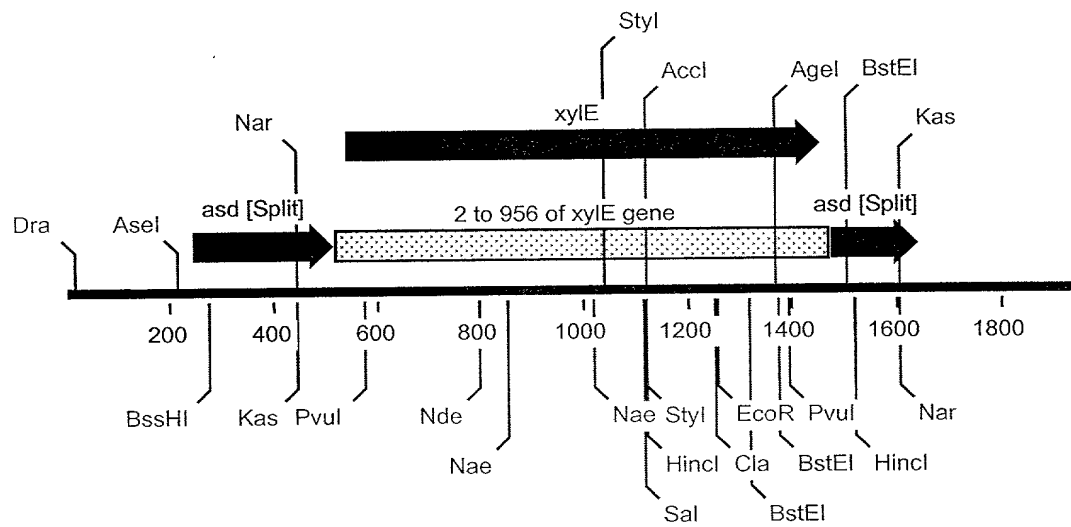 StyI
AccI AgeI BstEI
xylE
Nar Kas
asd [Split] 2 to 956 of xylE gene asd [Split]
Dra AseI
200 400 600 800 1000 1200 1400 1600 1800
BssHI Kas PvuI Nde Nae StyI EcoR PvuI Nar
Nae HincI Cla BstEI HincI
Sal BstEI